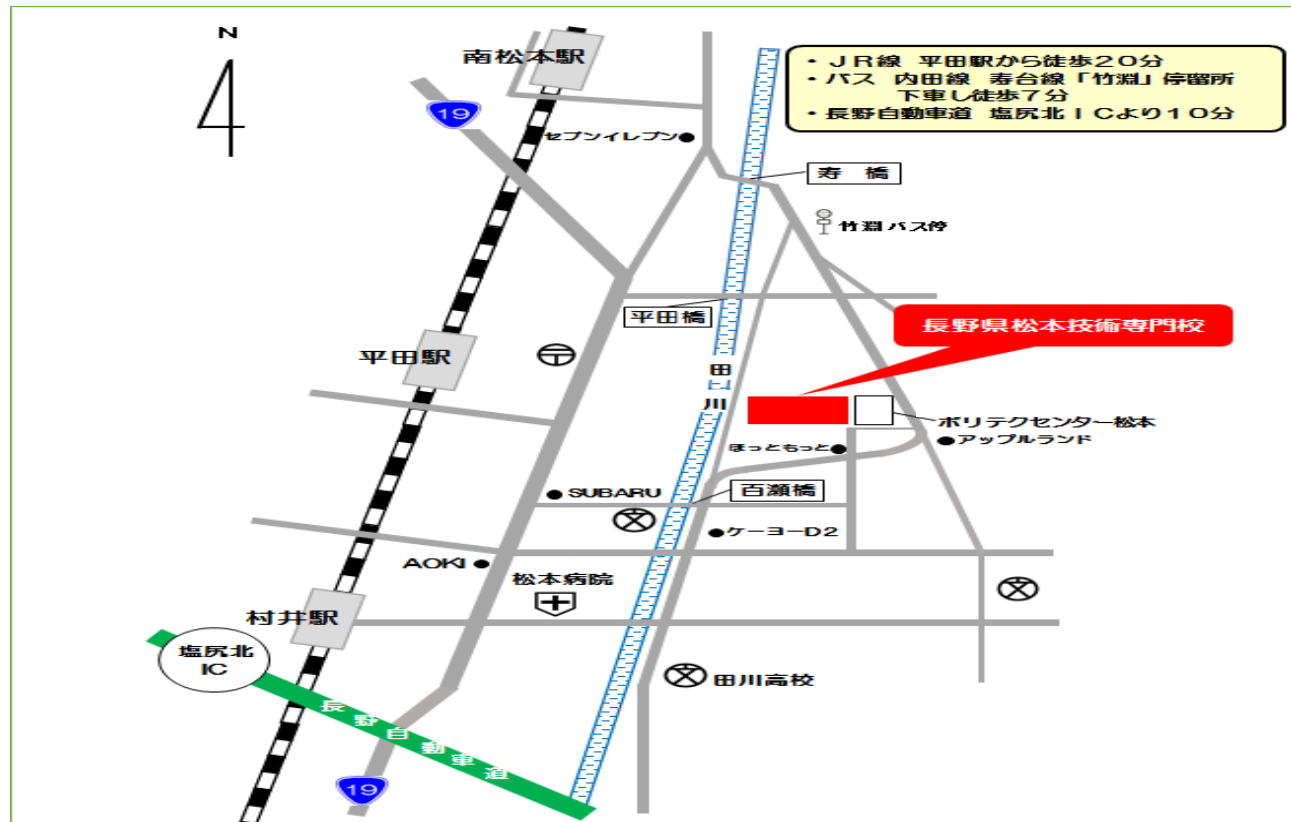 N
南松本駅
・ＪＲ線 平田駅から徒歩２０分
・バス 内田線 寿台線「竹淵」停留所
下車し徒歩７分
・長野自動車道 塩尻北ＩＣより１０分
19
セブンイレブン
寿 橋
竹淵バス停
平田橋
長野県松本技術専門校
平田駅
田
川
ポリテクセンター松本
アップルランド
ほっともっと
SUBARU
百瀬橋
ケーヨーD2
AOKI
松本病院
村井駅
塩尻北
IC
田川高校
長野自動車道
19